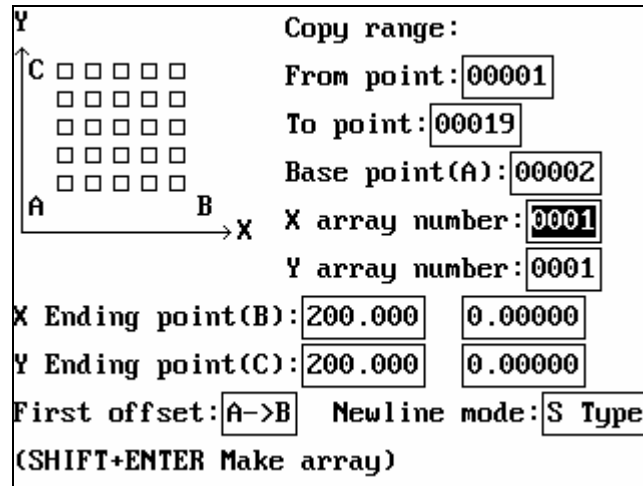 Y
Copy range:
C
From point: 00001
To point: 00019
Base point(A): 00002
A
B
X
X array number: 0001
Y array number: 0001
X Ending point(B): 200.000 0.00000
Y Ending point(C): 200.000 0.00000
First offset: A->B Newline mode: S Type
(SHIFT+ENTER Make array)